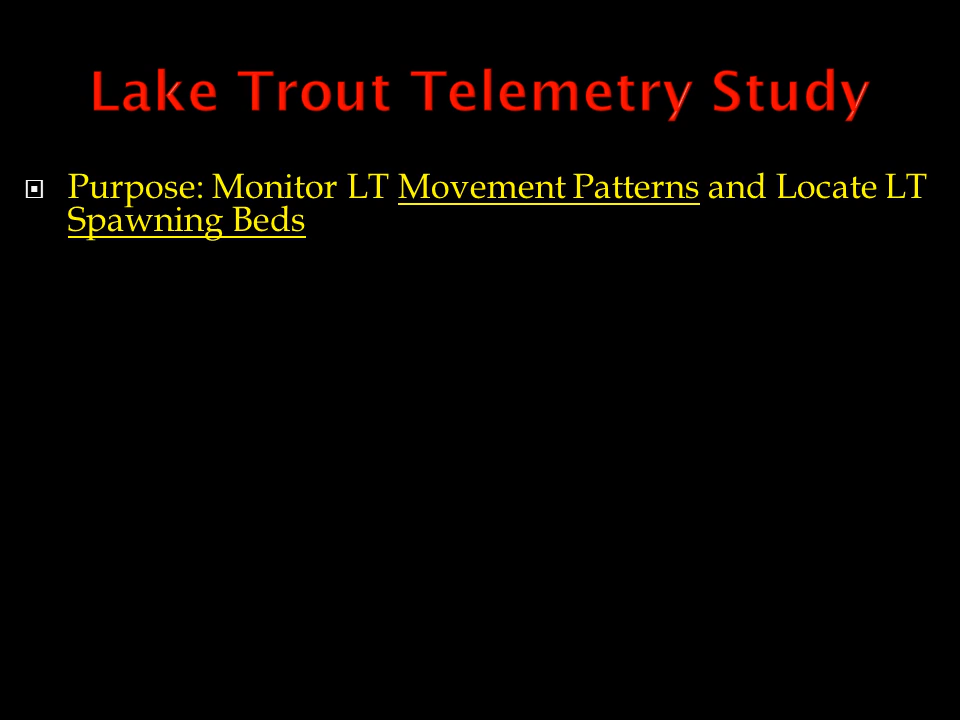 Lake Trout Telemetry Study
Purpose: Monitor LT Movement Patterns and Locate LT
Spawning Beds